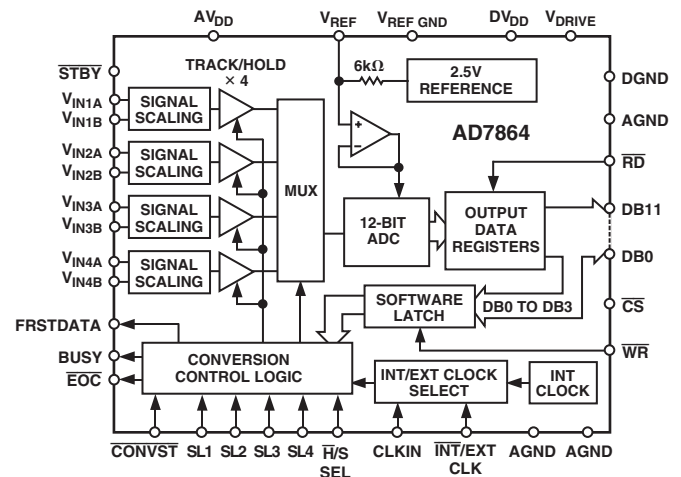 AVDD VREF VREF GND DVDD VDRIVE
STBY
TRACK/HOLD
× 4
6kΩ
2.5V
REFERENCE
DGND
VIN1A
VIN1B
SIGNAL
SCALING
AD7864
AGND
VIN2A
VIN2B
SIGNAL
SCALING
+
−
RD
MUX
VIN3A
VIN3B
SIGNAL
SCALING
12-BIT
ADC
OUTPUT
DATA
REGISTERS
DB11
DB0
VIN4A
VIN4B
SIGNAL
SCALING
SOFTWARE
LATCH
DB0 TO DB3
CS
FRSTDATA
WR
BUSY
EOC
CONVERSION
CONTROL LOGIC
INT/EXT CLOCK
SELECT
INT
CLOCK
CONVST SL1 SL2 SL3 SL4 H/S
SEL
CLKIN INT/EXT
CLK
AGND AGND